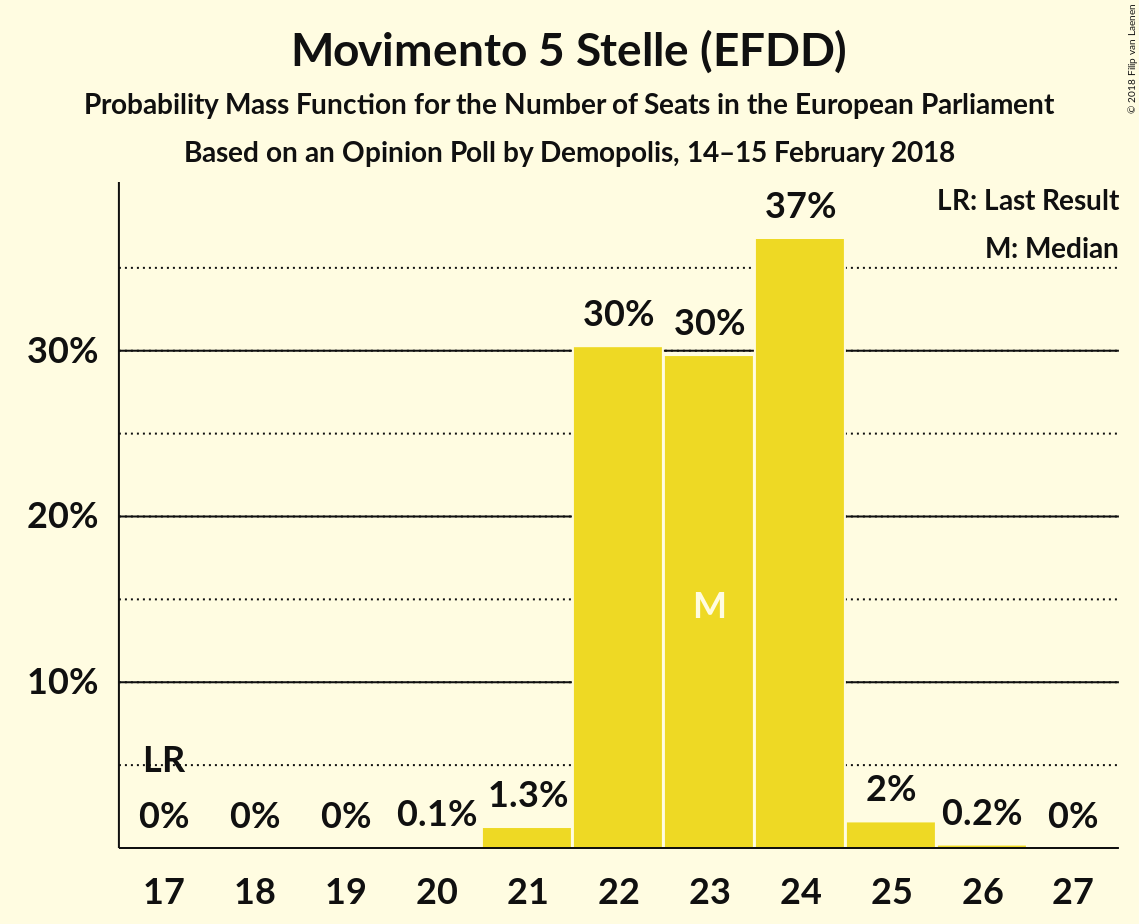 Movimento 5 Stelle (EFDD)
Probability Mass Function for the Number of Seats in the European Parliament
Based on an Opinion Poll by Demopolis, 14–15 February 2018
© 2018 Filip van Laenen
LR: Last Result
M: Median
37%
30% 30%
30%
20%
M
10%
LR
0% 0% 0% 0.1% 1.3% 2% 0.2% 0%
17 18 19 20 21 22 23 24 25 26 27